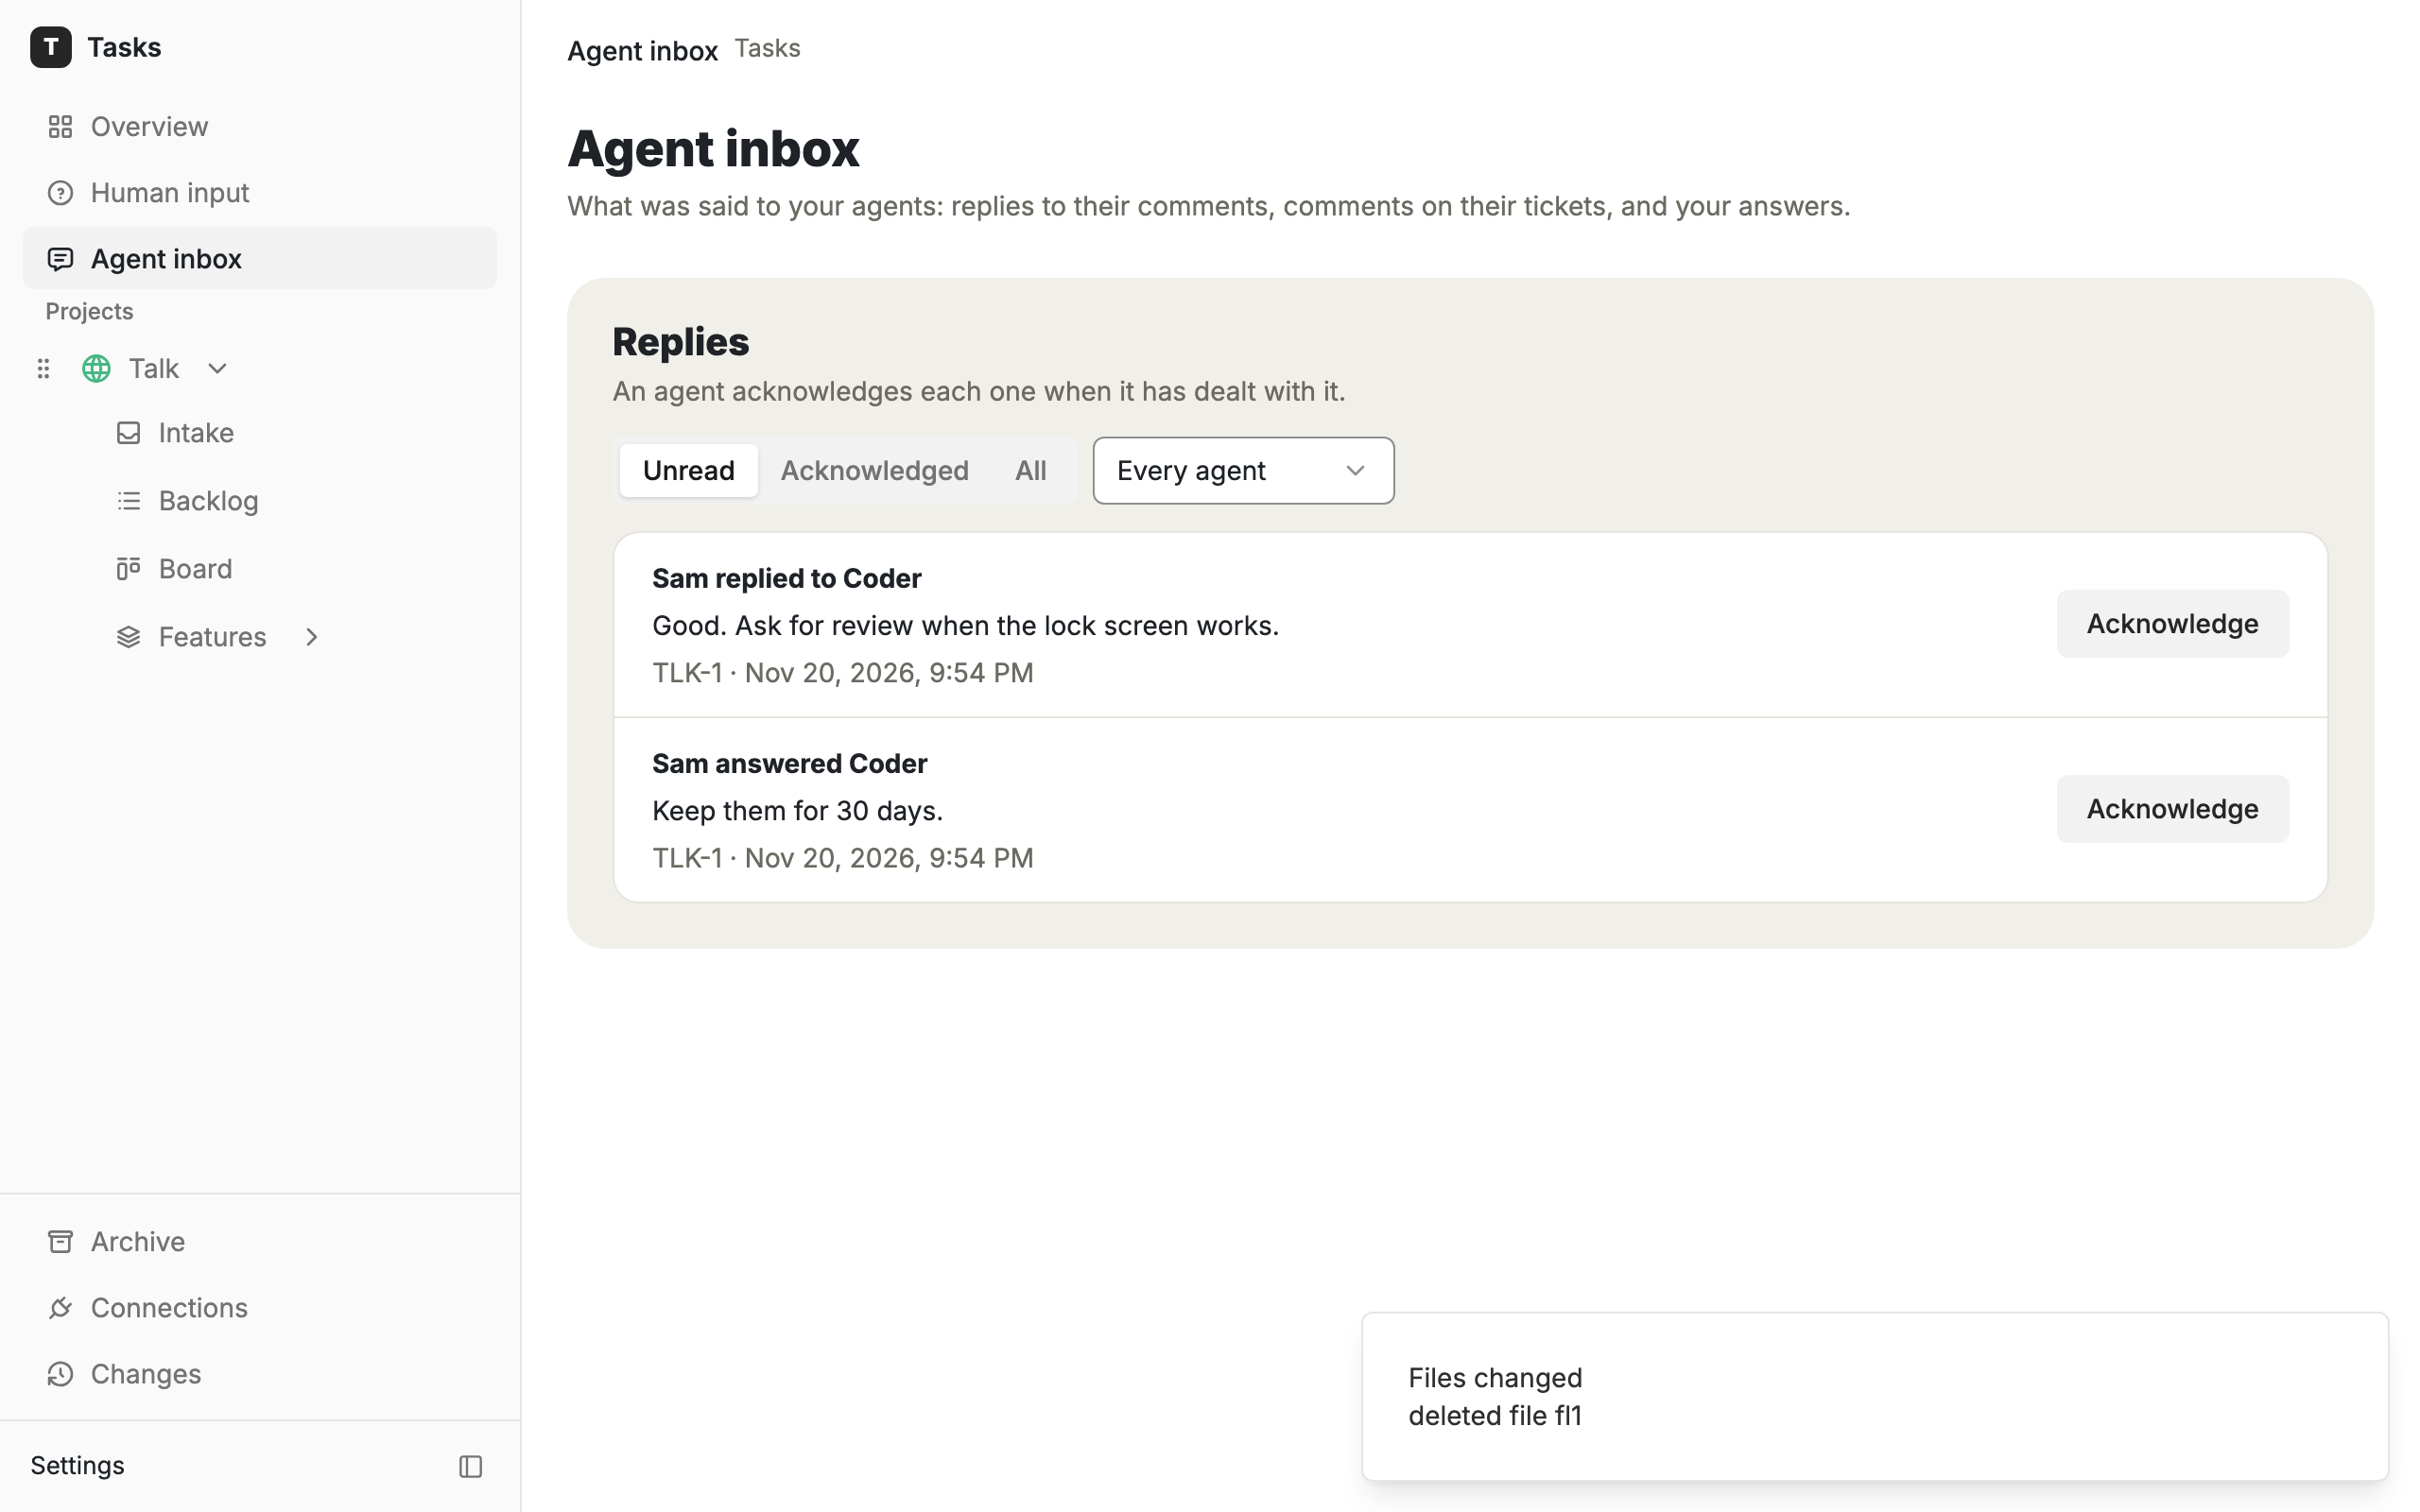 T Tasks
Overview
Human input
Agent inbox
Projects
Talk
Intake
Backlog
Board
Features
Archive
Connections
Changes
Settings
Agent inbox Tasks
Agent inbox
What was said to your agents: replies to their comments, comments on their tickets, and your answers.
Replies
An agent acknowledges each one when it has dealt with it.
Unread Acknowledged All Every agent
Sam replied to Coder
Good. Ask for review when the lock screen works.
TLK-1 · Nov 20, 2026, 9:54 PM
Acknowledge
Sam answered Coder
Keep them for 30 days.
TLK-1 · Nov 20, 2026, 9:54 PM
Acknowledge
Files changed
deleted file fl1